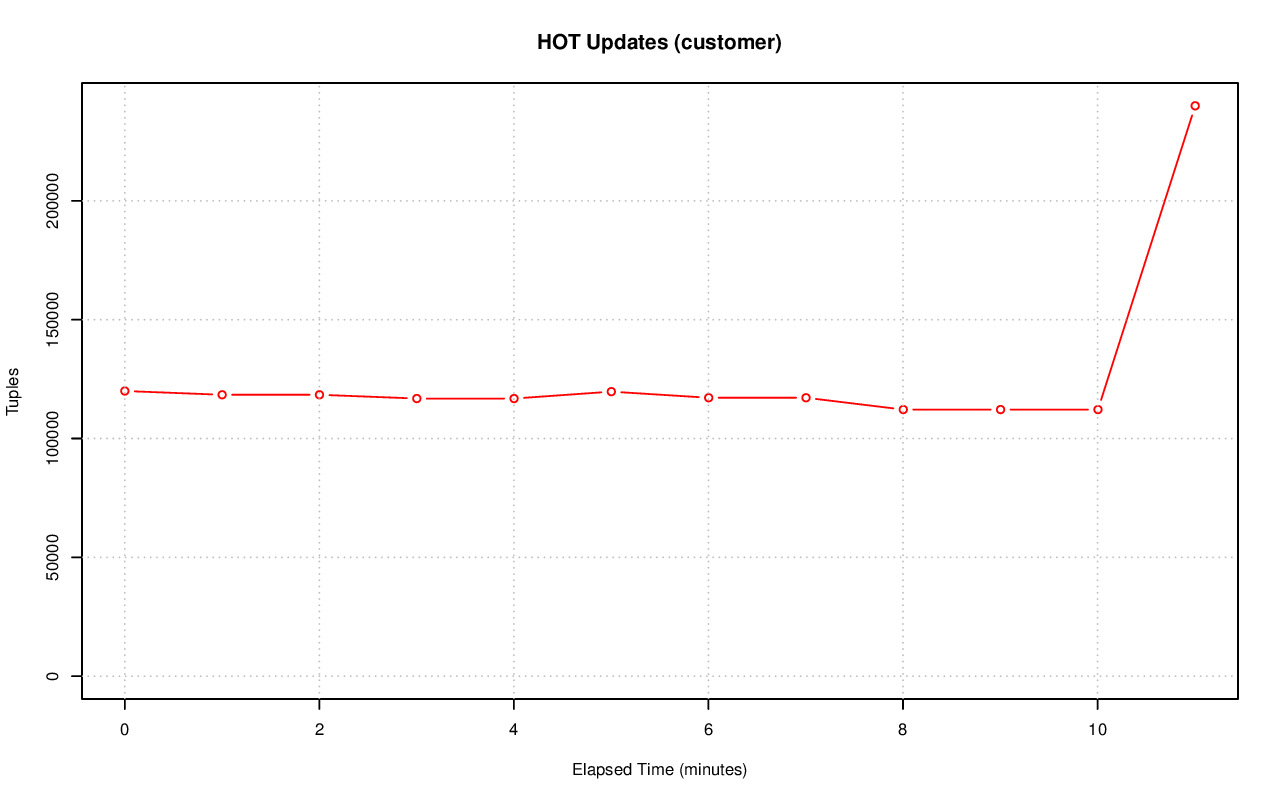 HOT Updates (customer)
200000
150000
100000
50000
0
Tuples
0 2 4 6 8 10
Elapsed Time (minutes)